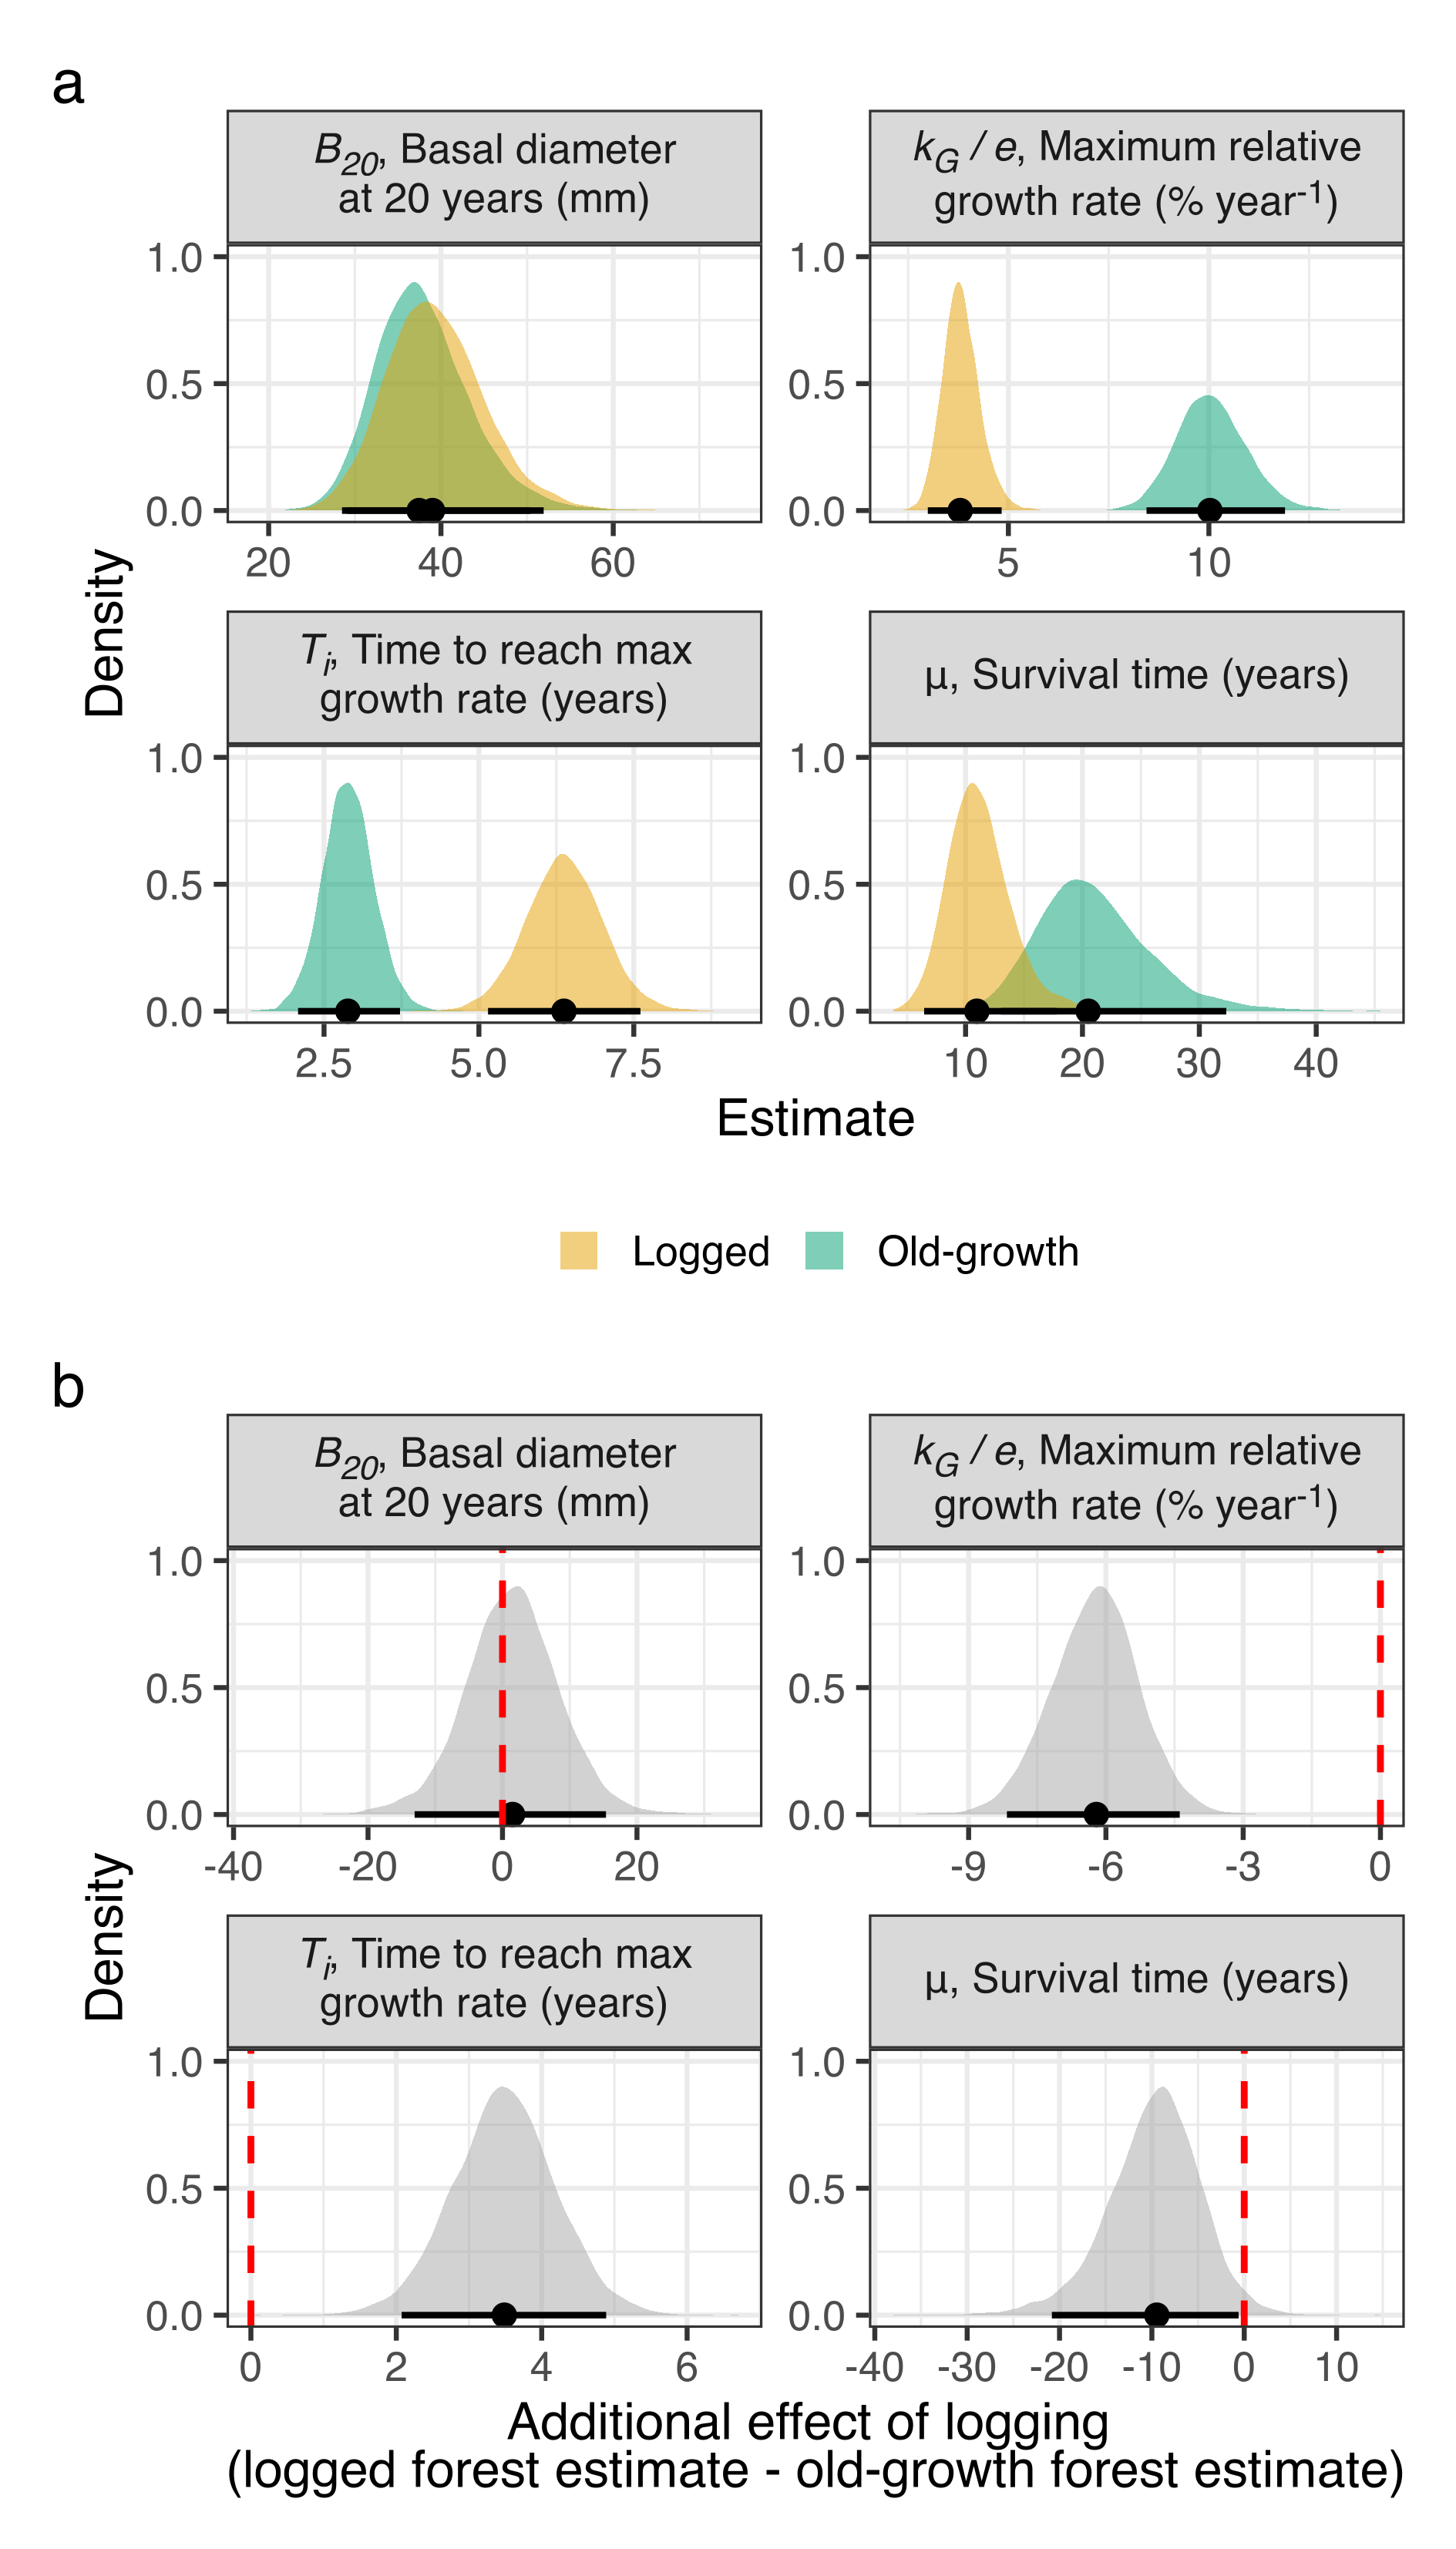 a
B20, Basal diameter
at 20 years (mm)
kG / e, Maximum relative
growth rate (% year-1)
1.0
0.5
0.0
20 40 60
1.0
0.5
0.0
5 10
Density
Ti, Time to reach max
growth rate (years)
µ, Survival time (years)
1.0
0.5
0.0
2.5 5.0 7.5
1.0
0.5
0.0
10 20 30 40
Estimate
Logged Old-growth
b
B20, Basal diameter
at 20 years (mm)
kG / e, Maximum relative
growth rate (% year-1)
1.0
0.5
0.0
-40 -20 0 20
1.0
0.5
0.0
-9 -6 -3 0
Density
Ti, Time to reach max
growth rate (years)
µ, Survival time (years)
1.0
0.5
0.0
0 2 4 6
1.0
0.5
0.0
-40 -30 -20 -10 0 10
Additional effect of logging
(logged forest estimate - old-growth forest estimate)